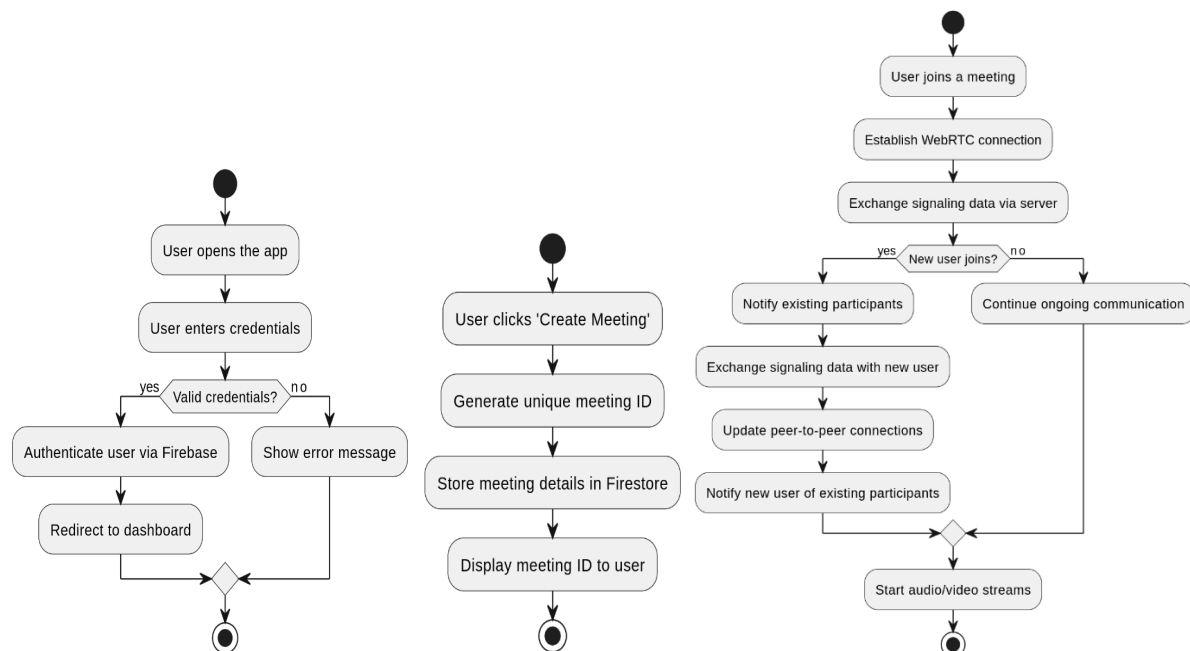 User opens the app
User enters credentials
yes
Valid credentials?
no
Authenticate user via Firebase
Show error message
Redirect to dashboard
User clicks 'Create Meeting'
Generate unique meeting ID
Store meeting details in Firestore
Display meeting ID to user
User joins a meeting
Establish WebRTC connection
Exchange signaling data via server
yes
New user joins?
no
Notify existing participants
Continue ongoing communication
Exchange signaling data with new user
Update peer-to-peer connections
Notify new user of existing participants
Start audio/video streams